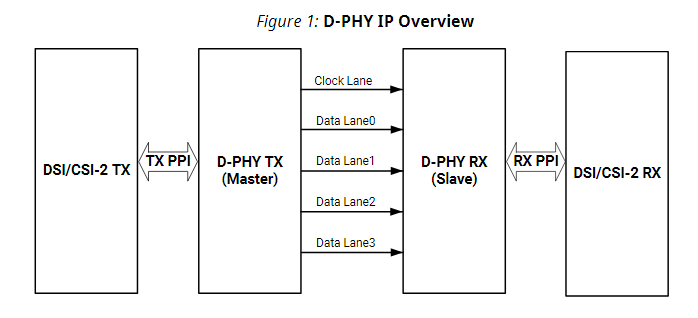 Figure 1: D-PHY IP Overview
Clock Lane
Data Lane0
DSI/CSI-2 TX
TX PPI
D-PHY TX
(Master)
Data Lane1
D-PHY RX
(Slave)
RX PPI
DSI/CSI-2 RX
Data Lane2
Data Lane3